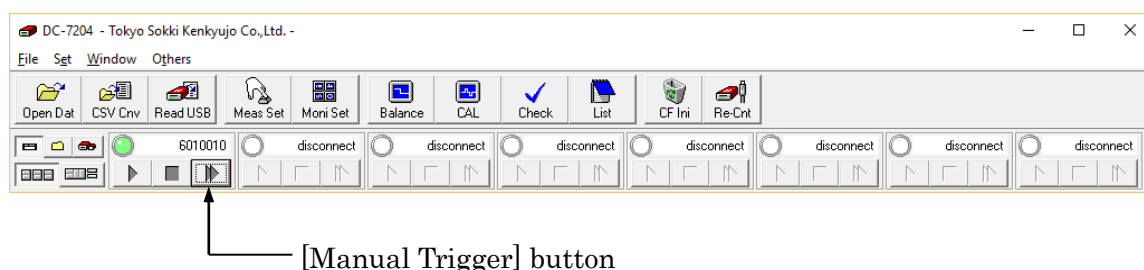 DC-7204 - Tokyo Sokki Kenkyujo Co.,Ltd. -
File Set Window Others
Open Dat CSV Cnv Read USB Meas Set Moni Set Balance CAL Check List CF Ini Re-Cnt
6010010 disconnect disconnect disconnect disconnect disconnect disconnect disconnect
[Manual Trigger] button